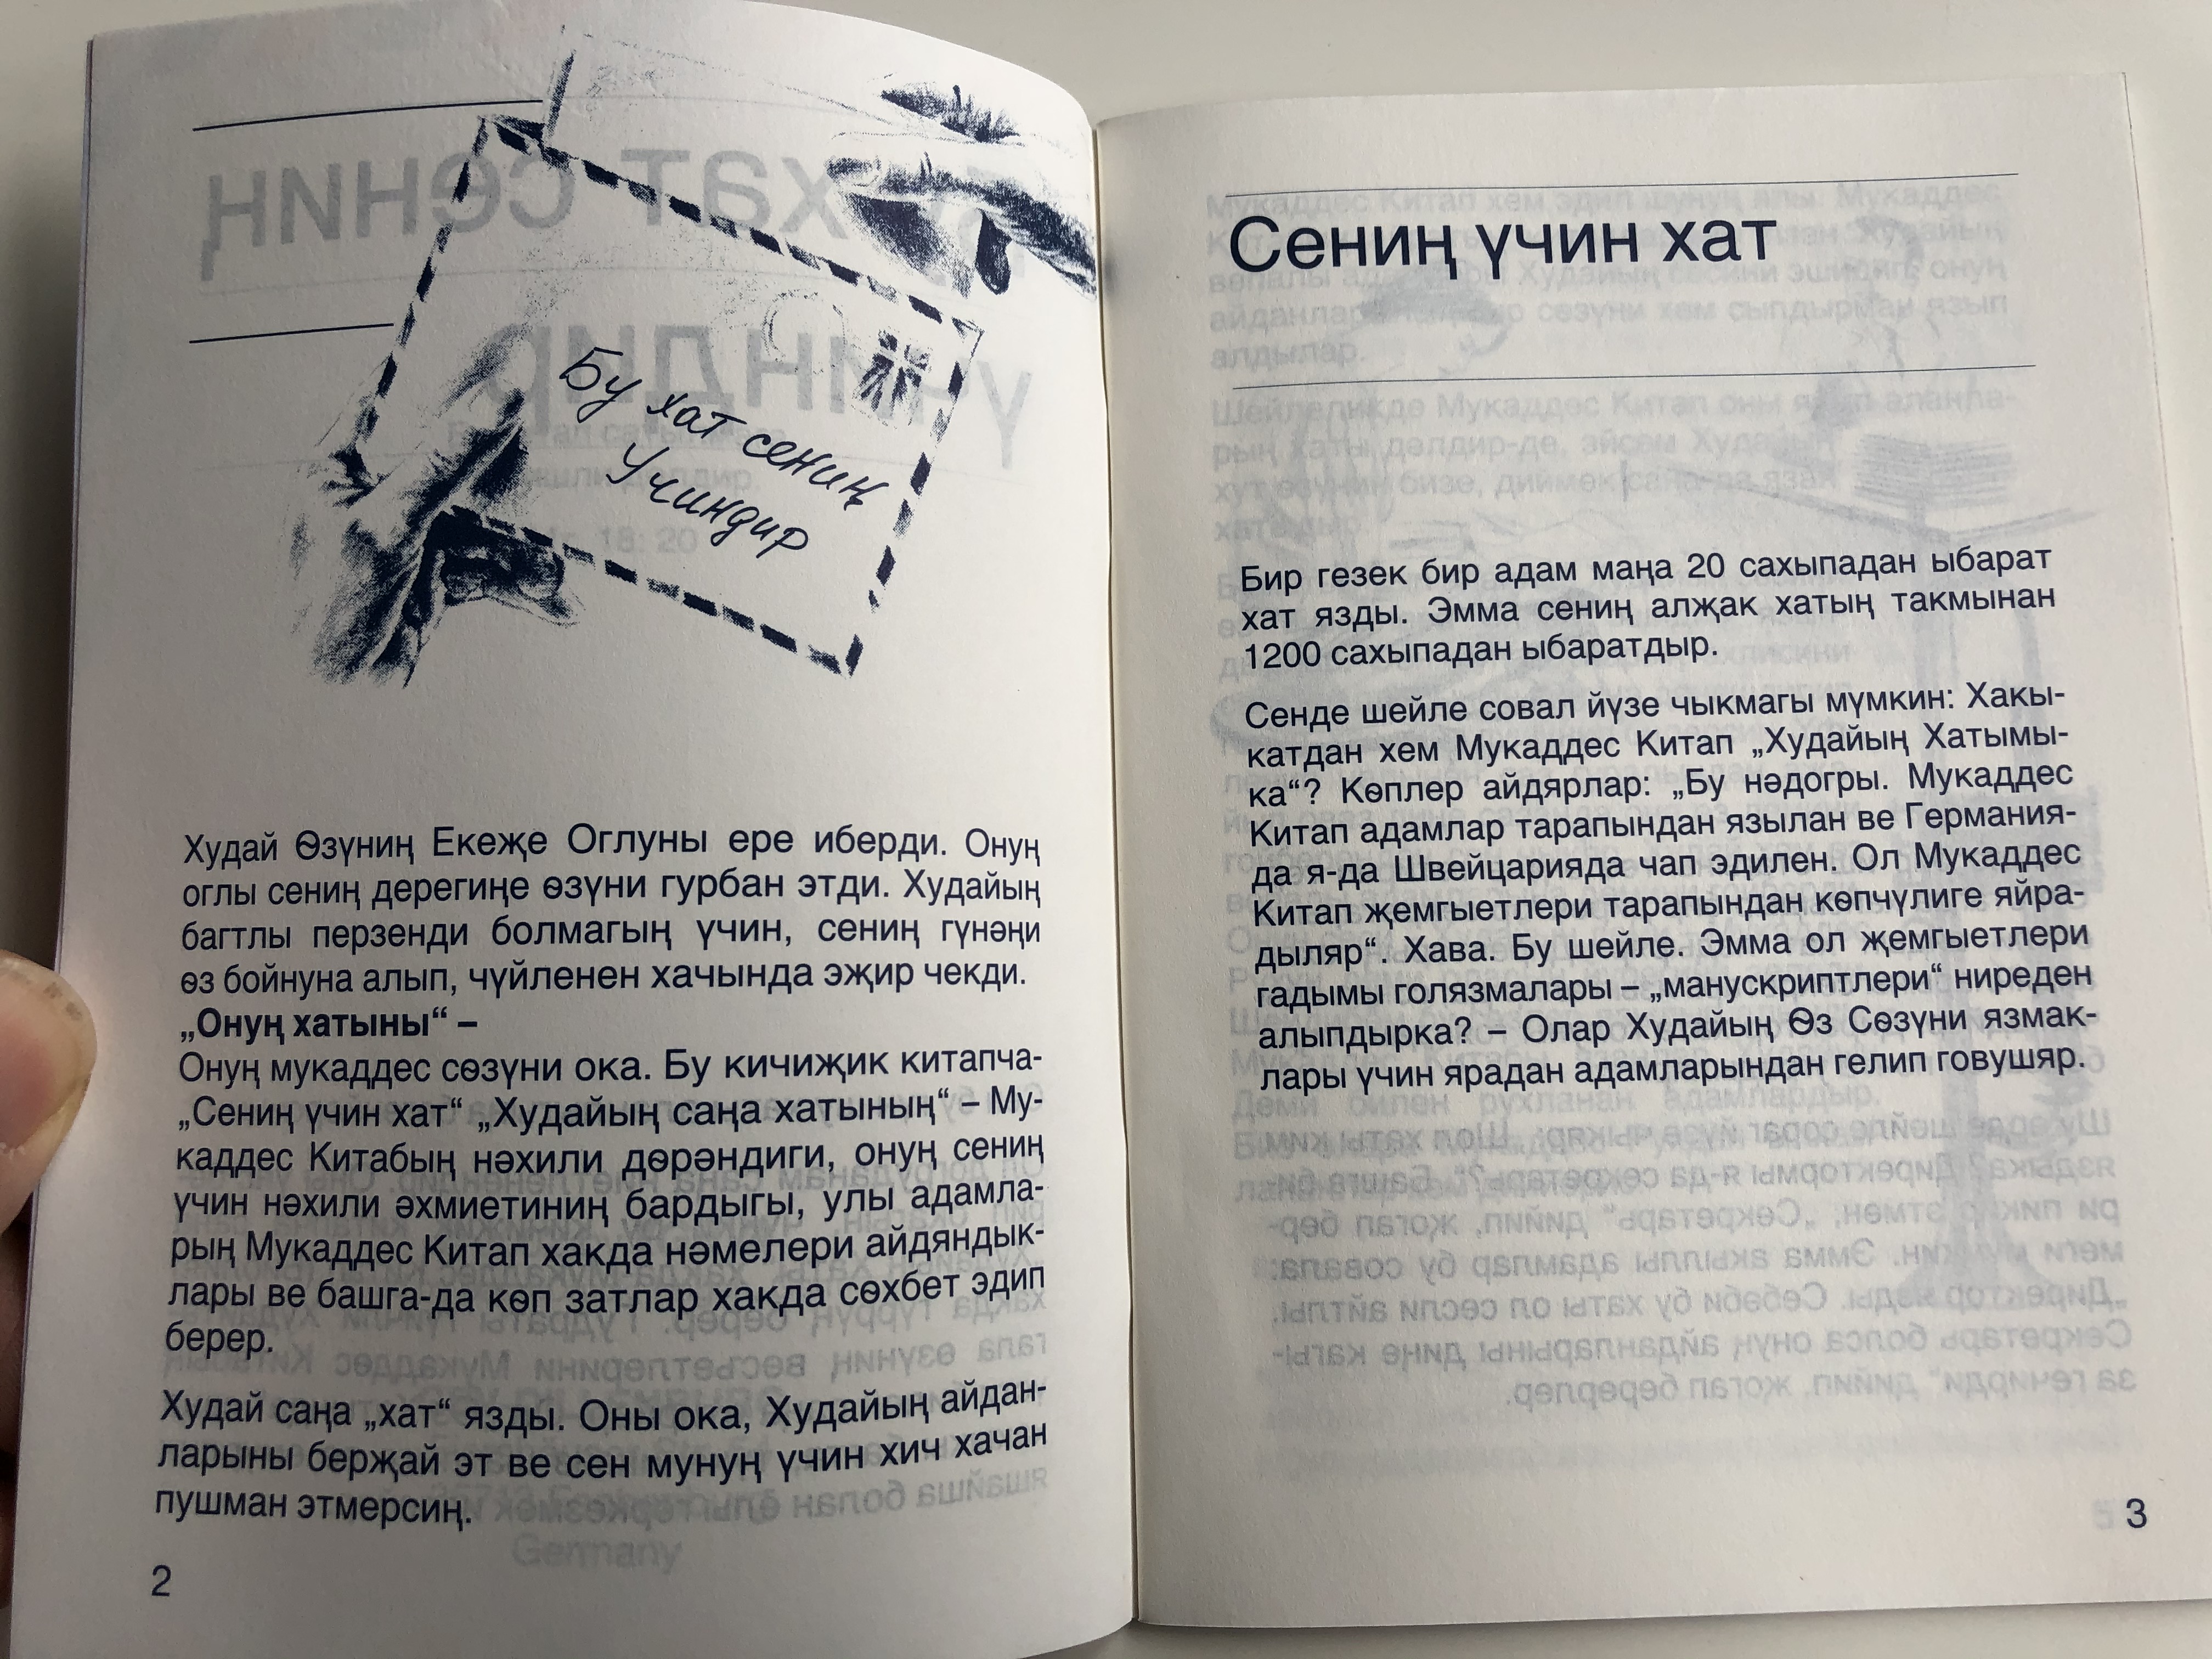 Бу хат сениң
Учиндир
Худай Өзүниң Екеҗе Оглуны ере иберди. Онуң
оглы сениң дерегиңе өзүни гурбан этди. Худайың
багтлы перзенди болмагың үчин, сениң гүнәңи
өз бойнуна алып, чүйленен хачында эҗир чекди.
„Онуң хатыны“ –
Онуң мукаддес сөзүни ока. Бу кичиҗик китапча-
„Сениң үчин хат“ „Худайың саңа хатының“ – Му-
каддес Китабың нәхили дөрәндиги, онуң сениң
үчин нәхили әхмиетиниң бардыгы, улы адамла-
рың Мукаддес Китап хакда нәмелери айдяндык-
лары ве башга-да көп затлар хакда сөхбет эдип
берер.
Худай саңа „хат“ язды. Оны ока, Худайың айдан-
ларыны берҗай эт ве сен мунуң үчин хич хачан
пушман этмерсиң.
2
Сениң үчин хат
Бир гезек бир адам маңа 20 сахыпадан ыбарат
хат язды. Эмма сениң алҗак хатың такмынан
1200 сахыпадан ыбаратдыр.
Сенде шейле совал йүзе чыкмагы мүмкин: Хакы-
катдан хем Мукаддес Китап „Худайың Хатымы-
ка“? Көплер айдярлар: „Бу нәдогры. Мукаддес
Китап адамлар тарапындан язылан ве Германия-
да я-да Швейцарияда чап эдилен. Ол Мукаддес
Китап җемгыетлери тарапындан көпчүлиге яйра-
дыляр“. Хава. Бу шейле. Эмма ол җемгыетлери
гадымы голязмалары – „манускриптлери“ ниреден
алыпдырка? – Олар Худайың Өз Сөзүни язмак-
лары үчин ярадан адамларындан гелип говушяр.
3